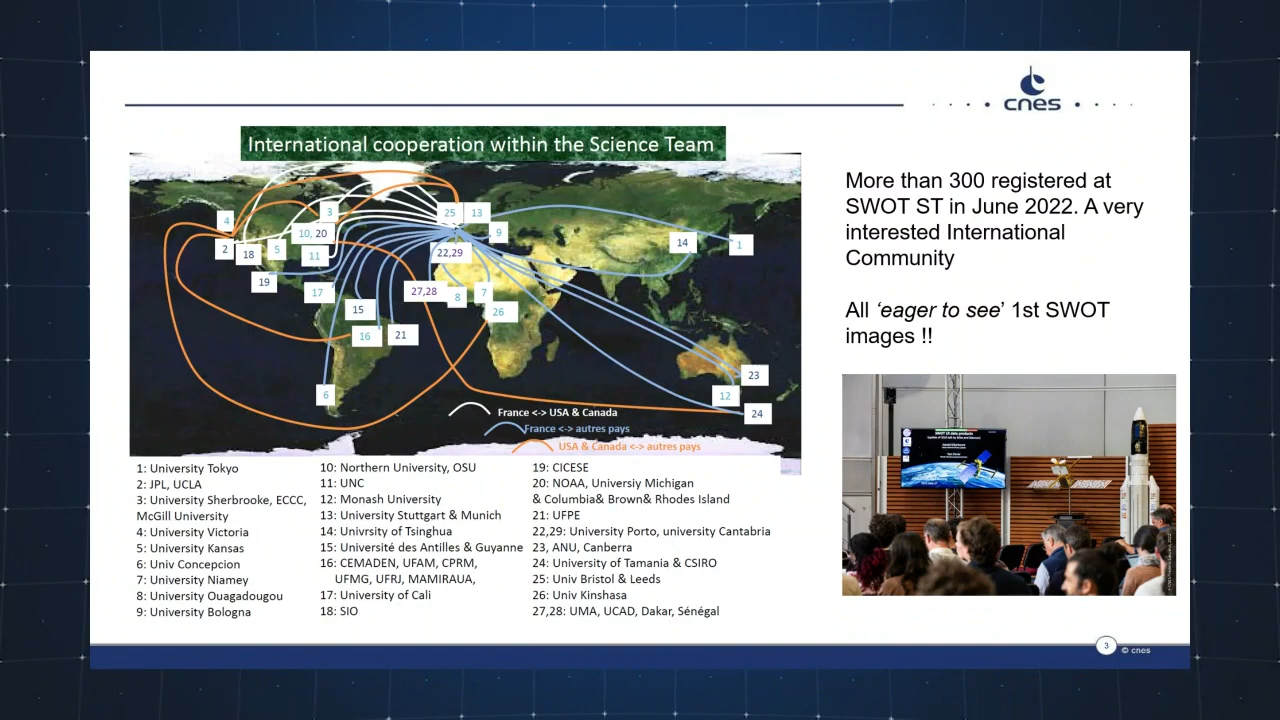 cnes
International cooperation within the Science Team
4
3
25
13
10, 20
9
2
18
5
11
22,29
14
1
19
17
27,28
8
7
15
26
16
21
6
23
12
24
France <-> USA & Canada
France <-> autres pays
USA & Canada <-> autres pays
1: University Tokyo
2: JPL, UCLA
3: University Sherbrooke, ECCC,
McGill University
4: University Victoria
5: University Kansas
6: Univ Concepcion
7: University Niamey
8: University Ouagadougou
9: University Bologna
10: Northern University, OSU
11: UNC
12: Monash University
13: University Stuttgart & Munich
14: Univrsity of Tsinghua
15: Université des Antilles & Guyanne
16: CEMADEN, UFAM, CPRM,
UFMG, UFRJ, MAMIRAUA,
17: University of Cali
18: SIO
19: CICESE
20: NOAA, Universiy Michigan
& Columbia& Brown& Rhodes Island
21: UFPE
22,29: University Porto, university Cantabria
23, ANU, Canberra
24: University of Tamania & CSIRO
25: Univ Bristol & Leeds
26: Univ Kinshasa
27,28: UMA, UCAD, Dakar, Sénégal
More than 300 registered at
SWOT ST in June 2022. A very
interested International
Community
All ‘eager to see’ 1st SWOT
images !!
3
© cnes